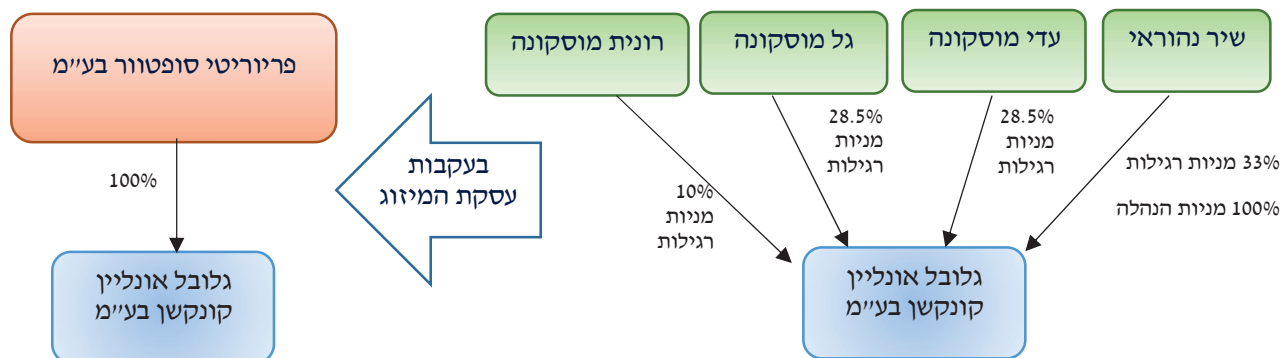 שיר נהוראי
עדי מוסקונה
גל מוסקונה
רונית מוסקונה
33% מניות רגילות
100% מניות הנהלה
28.5%
מניות
רגילות
28.5%
מניות
רגילות
10%
מניות
רגילות
גלובל אונליין
קונקשן בע״מ
בעקבות
עסקת המיזוג
פריוריטי סופטוור בע״מ
100%
גלובל אונליין
קונקשן בע״מ